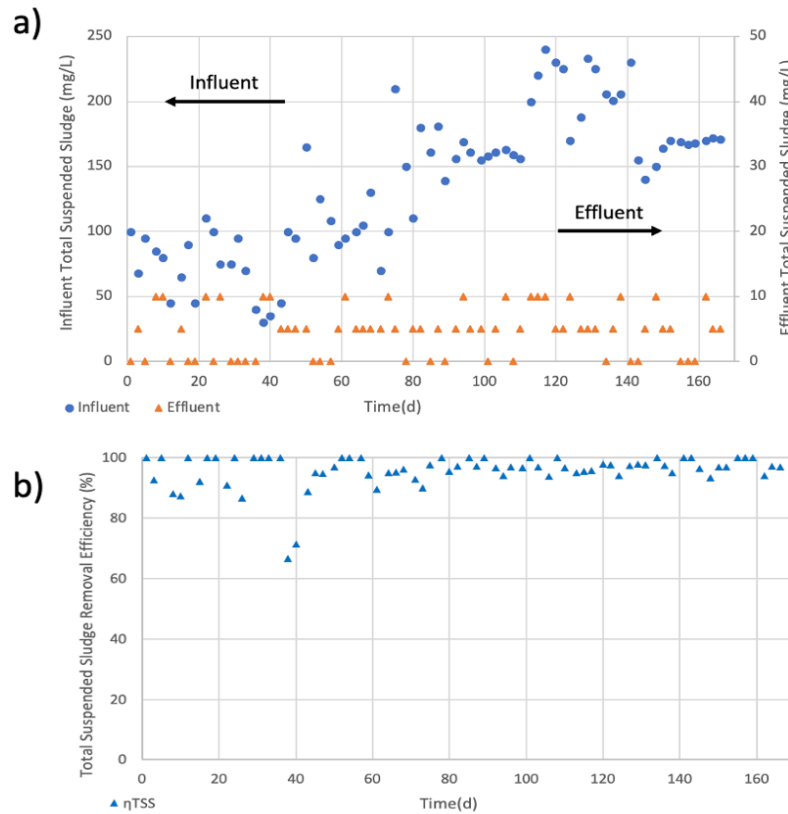 a)
Influent Total Suspended Sludge (mg/L)
250
200
150
100
50
0
Influent
Effluent
50
40
30
20
10
0
Effluent Total Suspended Sludge (mg/L)
0 20 40 60 80 100 120 140 160
Time(d)
Influent Effluent
b)
Total Suspended Sludge Removal Efficiency (%)
100
80
60
40
20
0
0 20 40 60 80 100 120 140 160
Time(d)
ηTSS